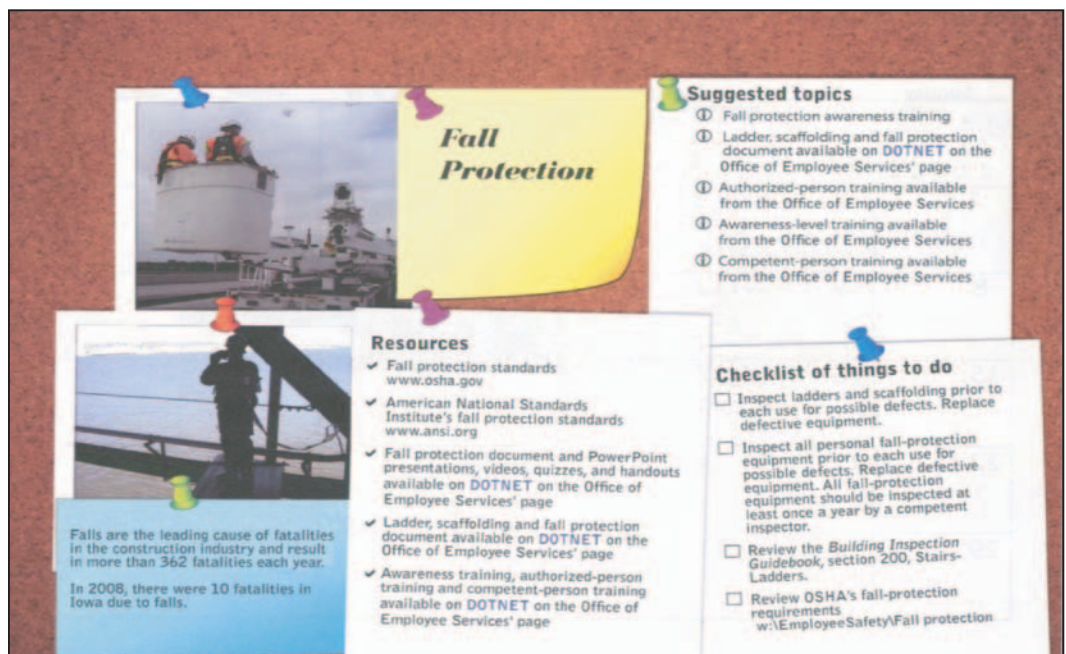 Fall
Protection
Suggested topics
Fall protection awareness training
Ladder, scaffolding and fall protection
document available on DOTNET on the
Office of Employee Services' page
Authorized-person training available
from the Office of Employee Services
Awareness-level training available
from the Office of Employee Services
Competent-person training available
from the Office of Employee Services
Falls are the leading cause of fatalities
in the construction industry and result
in more than 362 fatalities each year.
In 2008, there were 10 fatalities in
Iowa due to falls.
Resources
Fall protection standards
www.osha.gov
American National Standards
Institute's fall protection standards
www.ansi.org
Fall protection document and PowerPoint
presentations, videos, quizzes, and handouts
available on DOTNET on the Office of
Employee Services' page
Ladder, scaffolding and fall protection
document available on DOTNET on the
Office of Employee Services' page
Awareness training, authorized-person
training and competent-person training
available on DOTNET on the Office of
Employee Services' page
Checklist of things to do
Inspect ladders and scaffolding prior to
each use for possible defects. Replace
defective equipment.
Inspect all personal fall-protection
equipment prior to each use for
possible defects. Replace defective
equipment. All fall-protection
equipment should be inspected at
least once a year by a competent
inspector.
Review the Building Inspection
Guidebook, section 200, Stairs-
Ladders.
Review OSHA's fall-protection
requirements
w:\EmployeeSafety\Fall protection